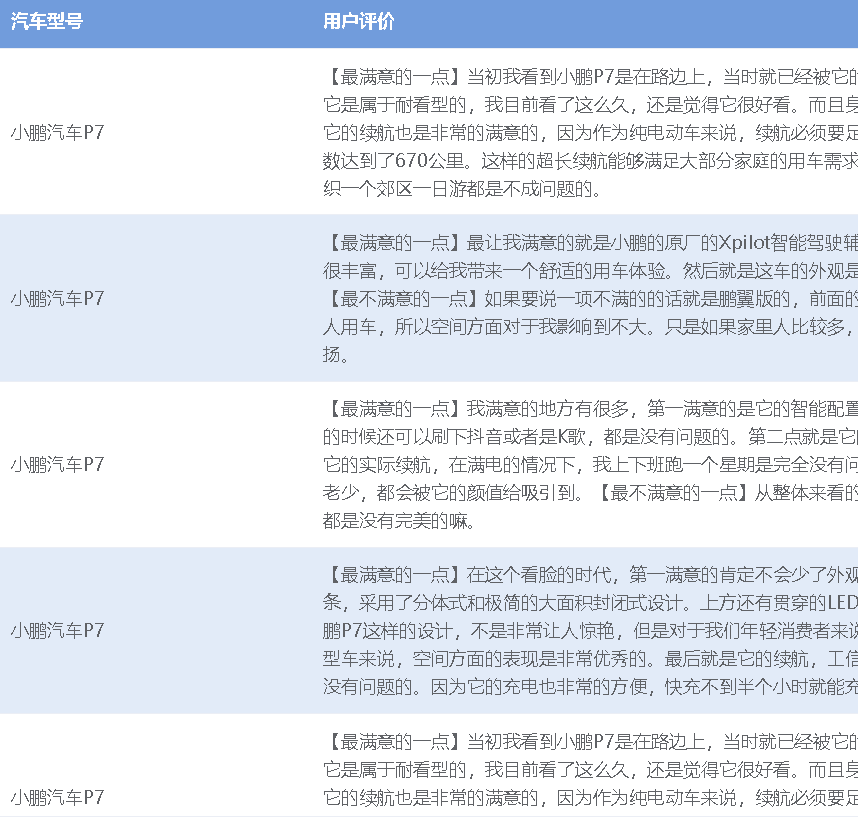 汽车型号 用户评价
【最满意的一点】当初我看到小鹏P7是在路边上，当时就已经被它的
它是属于耐看型的，我目前看了这么久，还是觉得它很好看。而且身
小鹏汽车P7 它的续航也是非常的满意的，因为作为纯电动车来说，续航必须要足
数达到了670公里。这样的超长续航能够满足大部分家庭的用车需求
织一个郊区一日游都是不成问题的。
【最满意的一点】最让我满意的就是小鹏的原厂的Xpilot智能驾驶辅
很丰富，可以给我带来一个舒适的用车体验。然后就是这车的外观是
小鹏汽车P7 【最不满意的一点】如果要说一项不满的的话就是鹏翼版的，前面的
人用车，所以空间方面对于我影响到不大。只是如果家里人比较多，
扬。
【最满意的一点】我满意的地方有很多，第一满意的是它的智能配置
的时候还可以刷下抖音或者是K歌，都是没有问题的。第二点就是它
小鹏汽车P7 它的实际续航，在满电的情况下，我上下班跑一个星期是完全没有问
老少，都会被它的颜值给吸引到。【最不满意的一点】从整体来看的
都是没有完美的嘛。
【最满意的一点】在这个看脸的时代，第一满意的肯定不会少了外观
条，采用了分体式和极简的大面积封闭式设计。上方还有贯穿的LED
小鹏汽车P7 鹏P7这样的设计，不是非常让人惊艳，但是对于我们年轻消费者来说
型车来说，空间方面的表现是非常优秀的。最后就是它的续航，工信
没有问题的。因为它的充电也非常的方便，快充不到半个小时就能充
【最满意的一点】当初我看到小鹏P7是在路边上，当时就已经被它的
它是属于耐看型的，我目前看了这么久，还是觉得它很好看。而且身
小鹏汽车P7 它的续航也是非常的满意的，因为作为纯电动车来说，续航必须要足